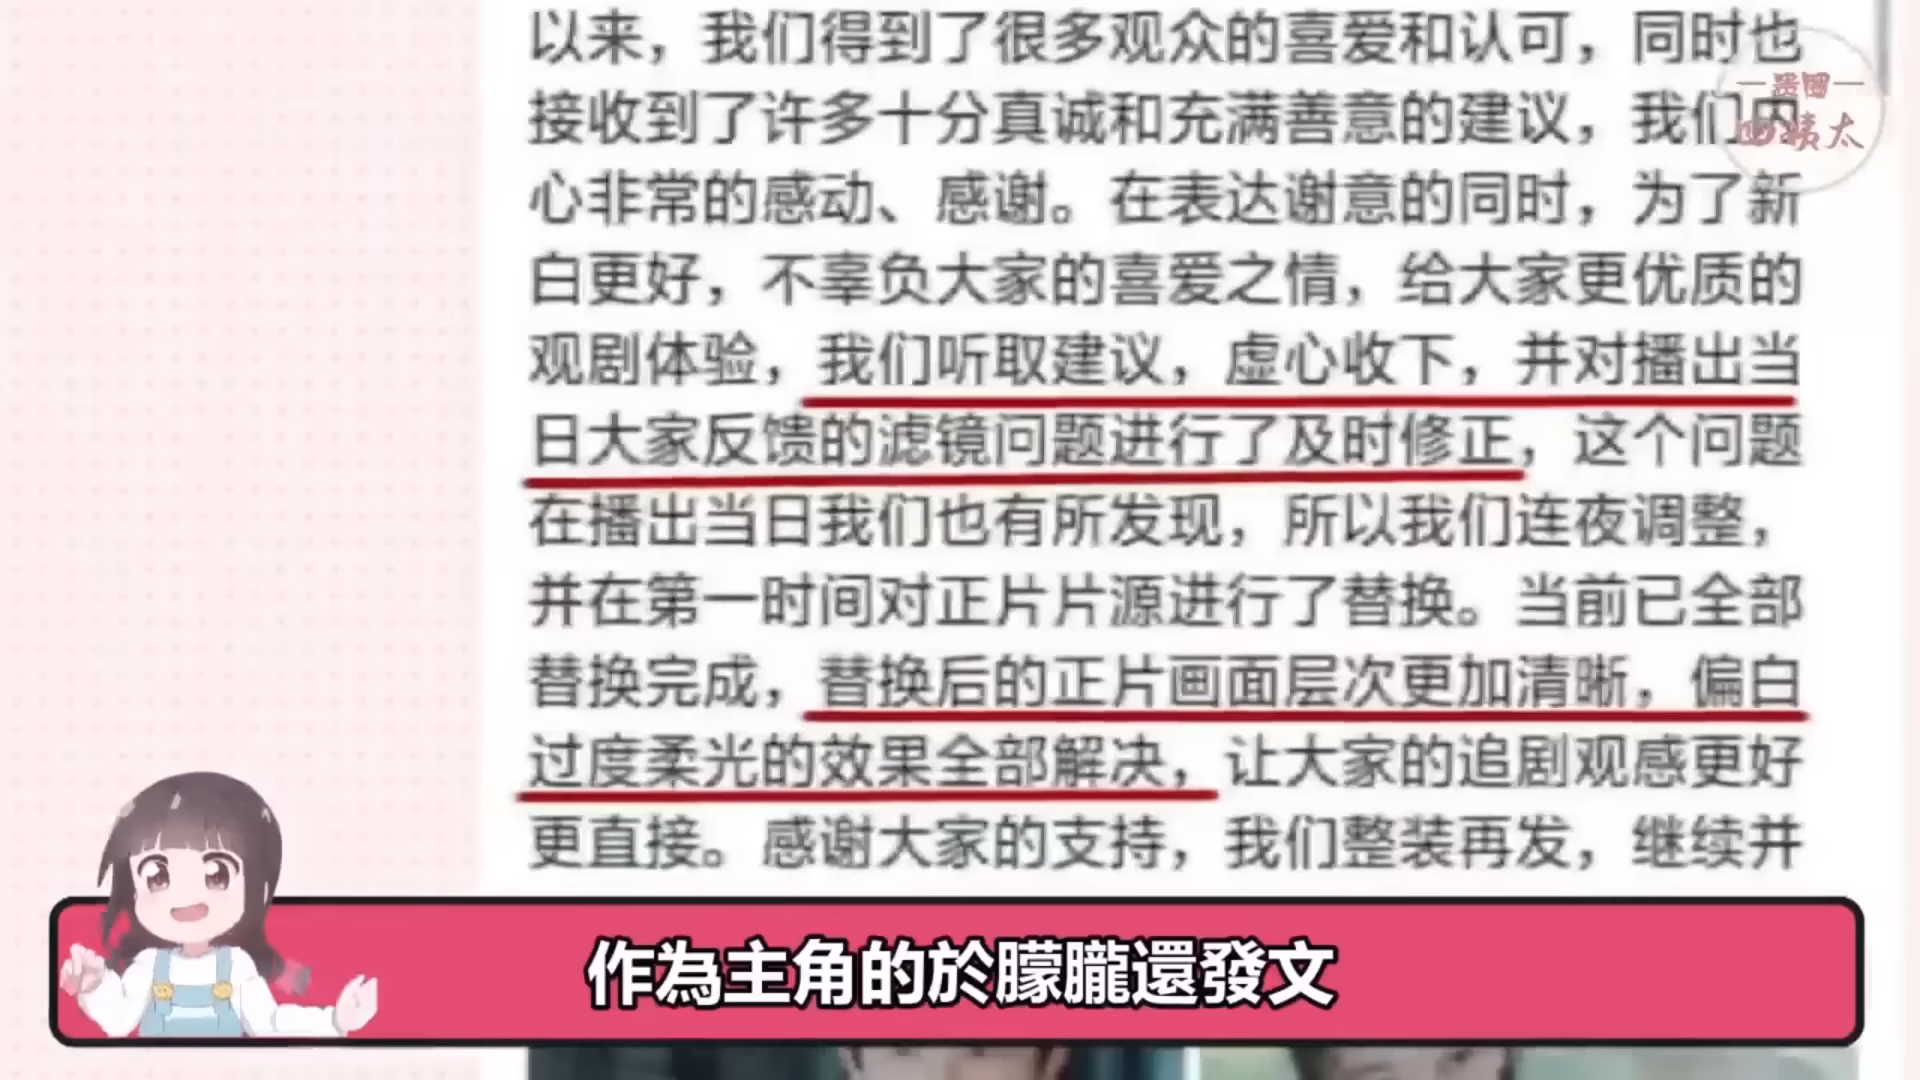 以来，我们得到了很多观众的喜爱和认可，同时也
接收到了许多十分真诚和充满善意的建议，我们内
心非常的感动、感谢。在表达谢意的同时，为了新
白更好，不辜负大家的喜爱之情，给大家更优质的
观剧体验，我们听取建议，虚心收下，并对播出当
日大家反馈的滤镜问题进行了及时修正，这个问题
在播出当日我们也有所发现，所以我们连夜调整，
并在第一时间对正片片源进行了替换。当前已全部
替换完成，替换后的正片画面层次更加清晰，偏白
过度柔光的效果全部解决，让大家的追剧观感更好
更直接。感谢大家的支持，我们整装再发，继续并
四姨太
作為主角的於朦朧還發文